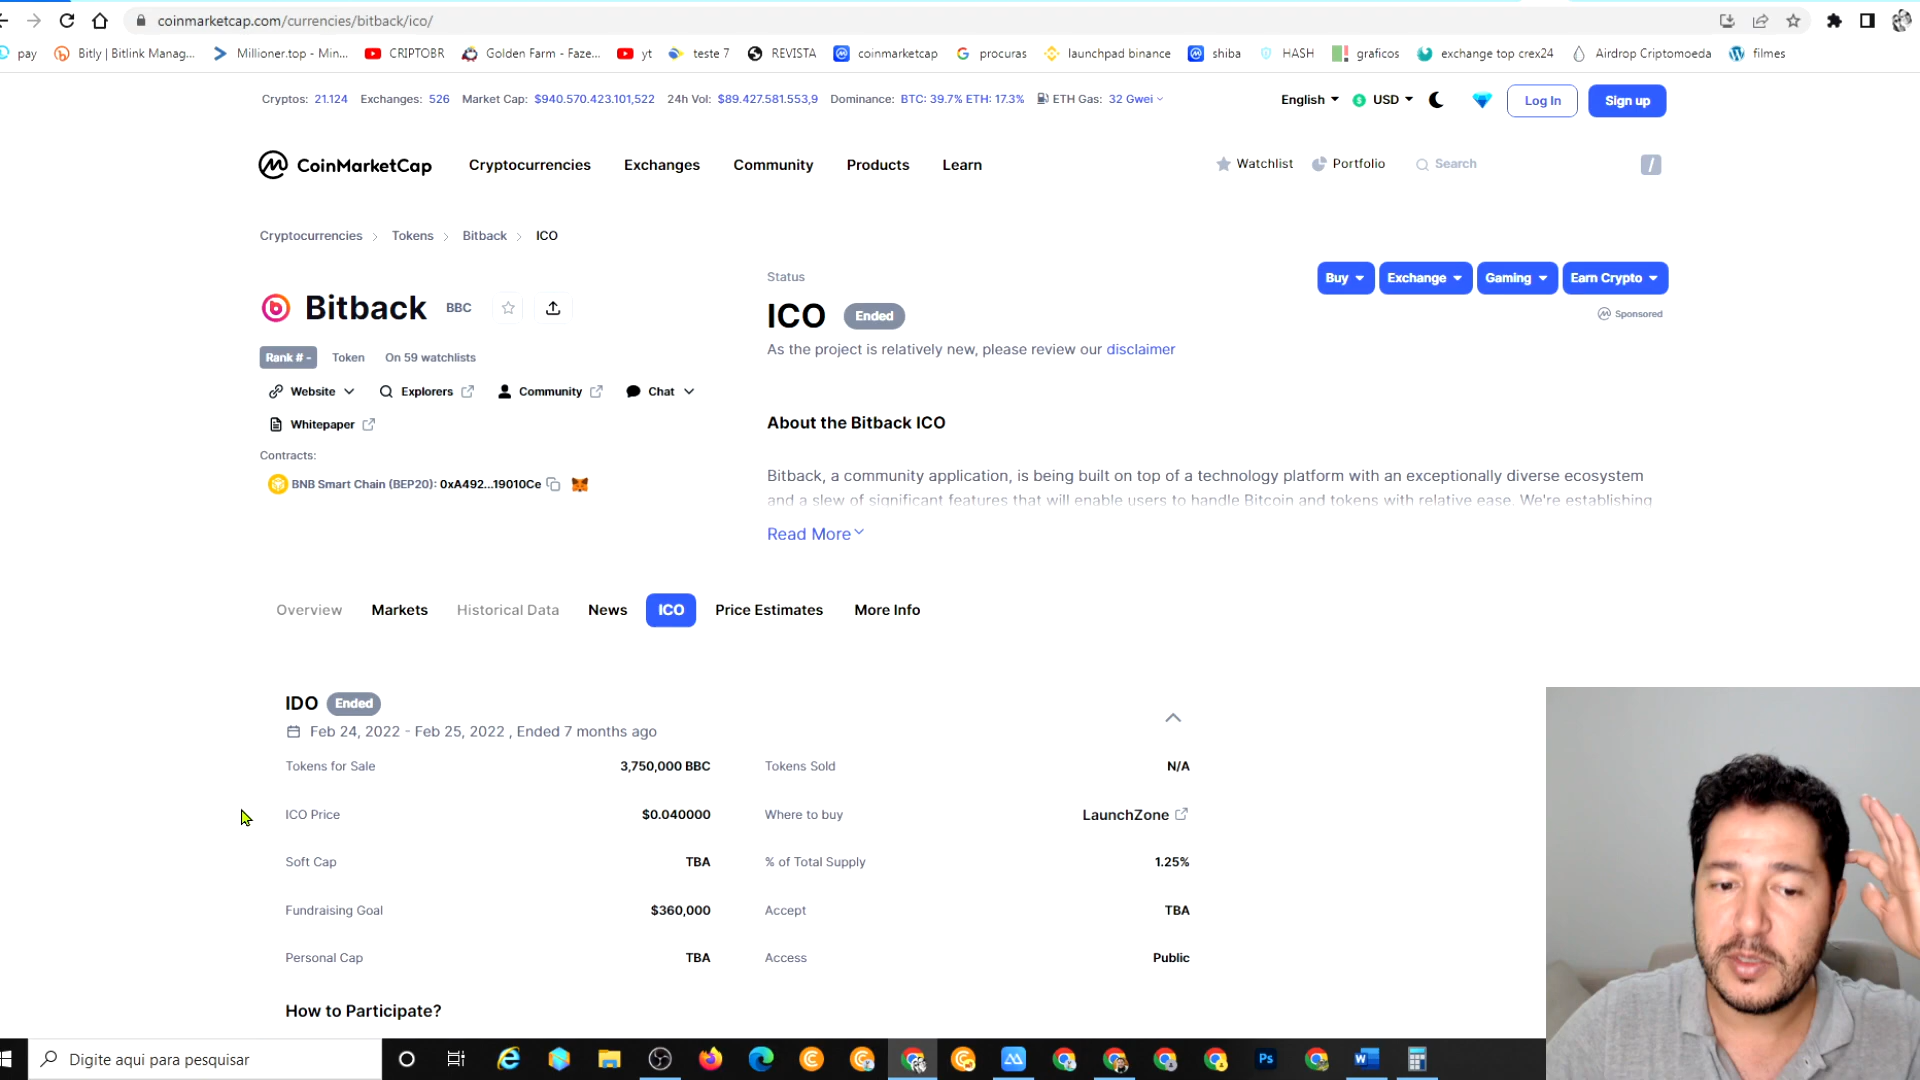 coinmarketcap.com/currencies/bitback/ico/
pay Bitly | Bitlink Manag... Millioner.top - Min... CRIPTOBR Golden Farm - Faze... yt teste 7 REVISTA coinmarketcap procuras launchpad binance shiba HASH graficos exchange top crex24 Airdrop Criptomoeda filmes
Cryptos: 21.124 Exchanges: 526 Market Cap: $940.570.423.101,522 24h Vol: $89.427.581.553,9 Dominance: BTC: 39.7% ETH: 17.3% ETH Gas: 32 Gwei English USD Log In Sign up
CoinMarketCap Cryptocurrencies Exchanges Community Products Learn Watchlist Portfolio Search /
Cryptocurrencies > Tokens > Bitback > ICO
Status
Buy Exchange Gaming Earn Crypto
Bitback BBC
ICO Ended
Sponsored
Rank # - Token On 59 watchlists
As the project is relatively new, please review our disclaimer
Website Explorers Community Chat
Whitepaper
About the Bitback ICO
Contracts:
BNB Smart Chain (BEP20): 0xA492...19010Ce
Bitback, a community application, is being built on top of a technology platform with an exceptionally diverse ecosystem
and a slew of significant features that will enable users to handle Bitcoin and tokens with relative ease. We're establishing
Read More
Overview Markets Historical Data News ICO Price Estimates More Info
IDO Ended
Feb 24, 2022 - Feb 25, 2022 , Ended 7 months ago
Tokens for Sale 3,750,000 BBC Tokens Sold N/A
ICO Price $0.040000 Where to buy LaunchZone
Soft Cap TBA % of Total Supply 1.25%
Fundraising Goal $360,000 Accept TBA
Personal Cap TBA Access Public
How to Participate?
Digite aqui para pesquisar
Ps